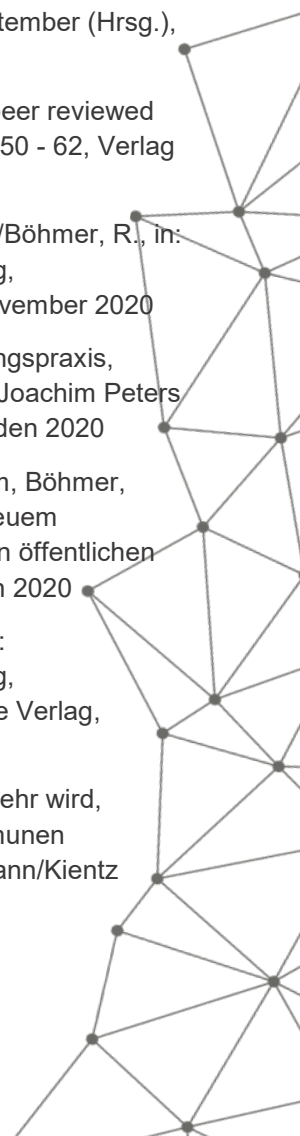 tember (Hrsg.),
peer reviewed
50 - 62, Verlag
/Böhmer, R., in:
g,
vember 2020
ngspraxis,
Joachim Peters
den 2020
n, Böhmer,
euem
n öffentlichen
n 2020
:
g,
e Verlag,
ehr wird,
nunen
ann/Kientz